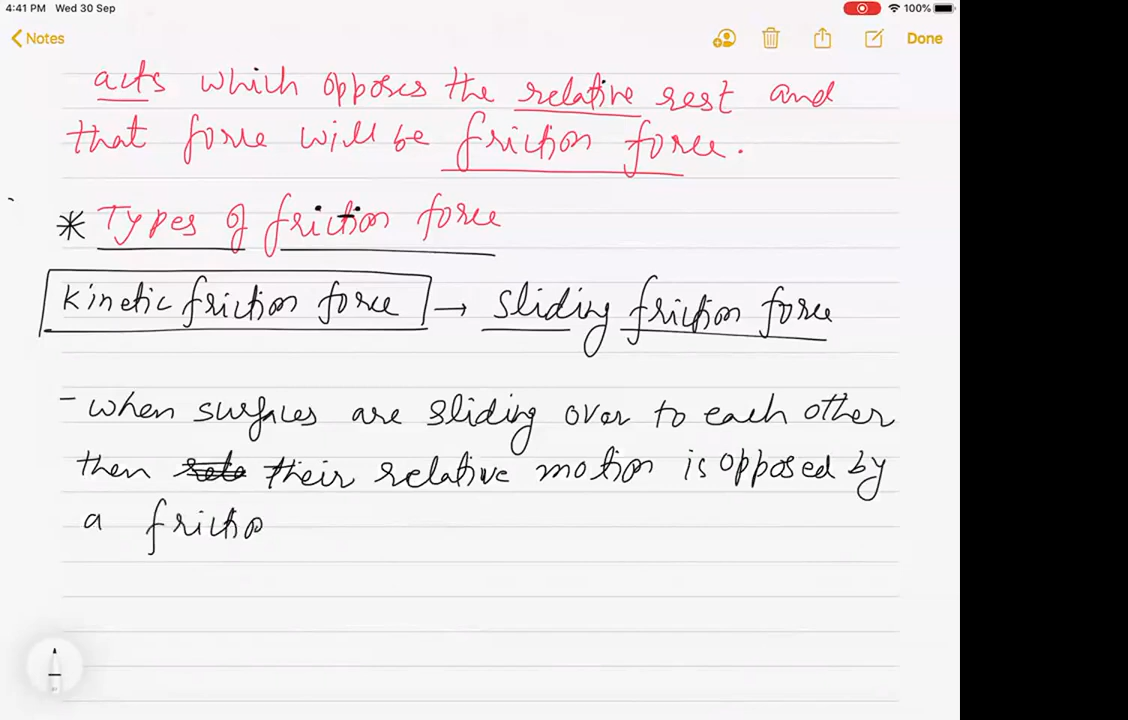 4:41 PM Wed 30 Sep 100%
Notes Done
acts which opposes the relative rest and
that force will be friction force.
* Types of friction force
Kinetic friction force → sliding friction force
- when surfaces are sliding over to each other
then their relative motion is opposed by
a frictio